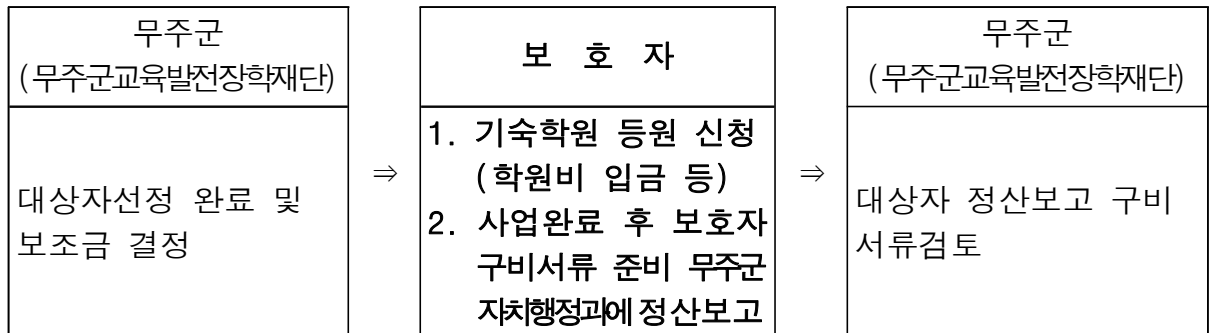 무주군
(무주군교육발전장학재단)
대상자선정 완료 및
보조금 결정
⇒
보 호 자
1. 기숙학원 등원 신청
(학원비 입금 등)
2. 사업완료 후 보호자
구비서류 준비 무주군
자치행정과에 정산보고
⇒
무주군
(무주군교육발전장학재단)
대상자 정산보고 구비
서류검토